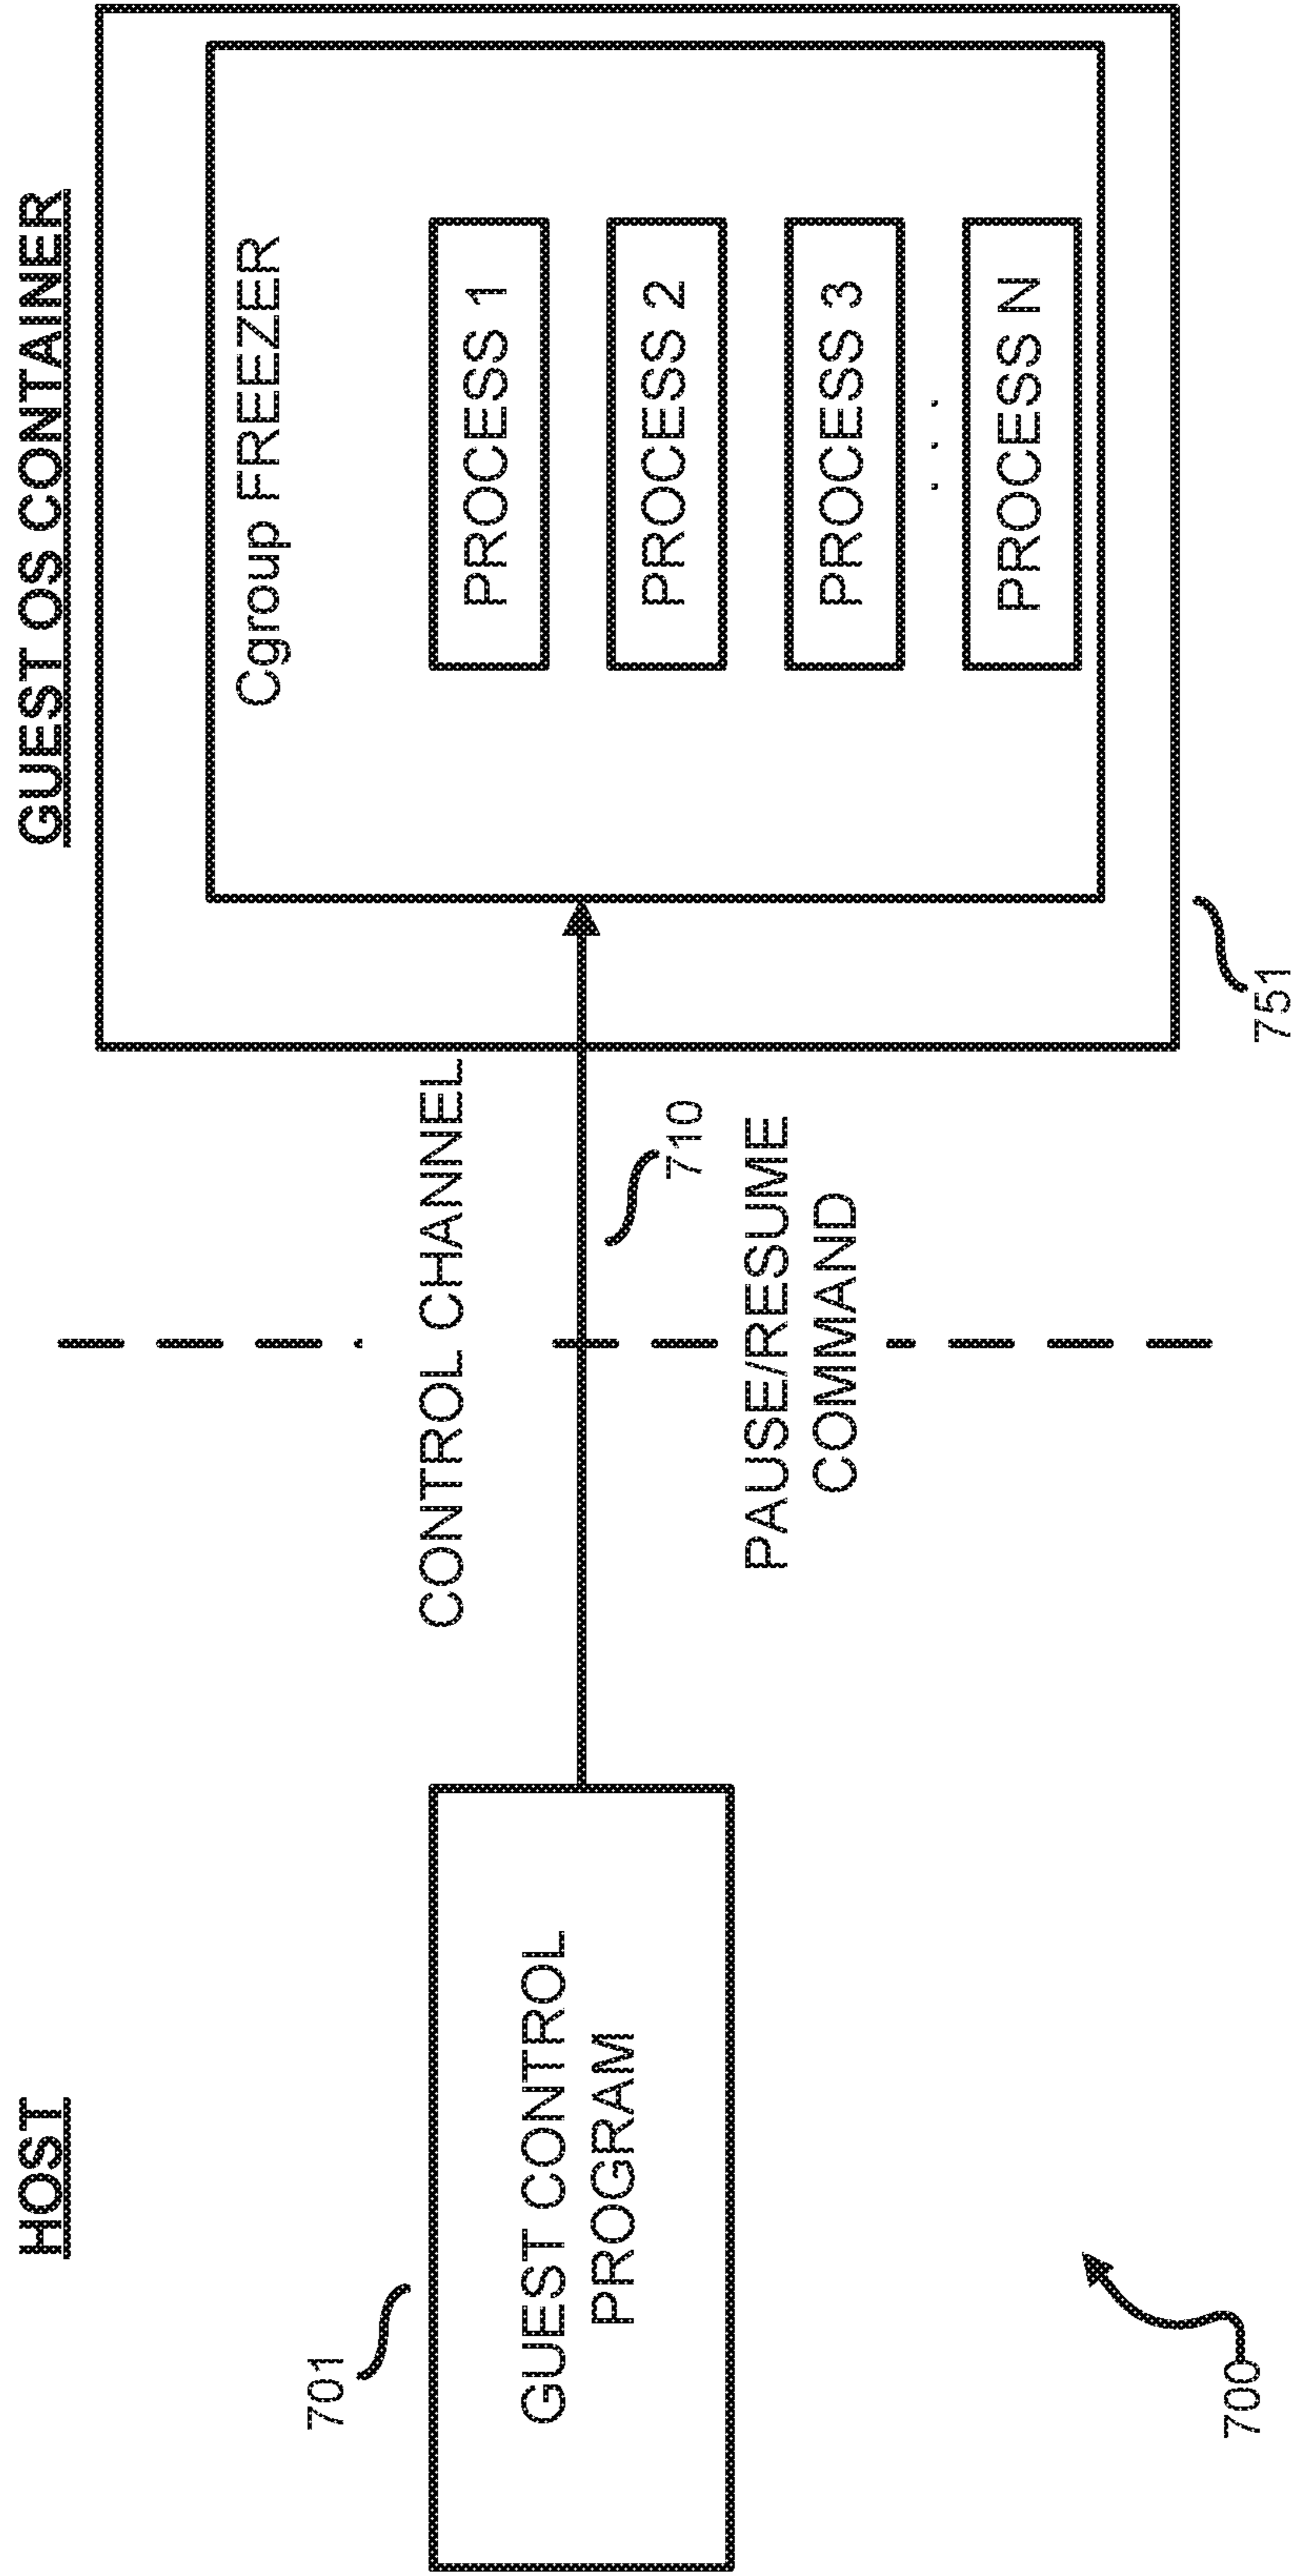 HOST
GUEST OS CONTAINER
701
GUEST CONTROL
PROGRAM
CONTROL CHANNEL
710
PAUSE/RESUME
COMMAND
Cgroup FREEZER
PROCESS 1
PROCESS 2
PROCESS 3
. . .
PROCESS N
751
700